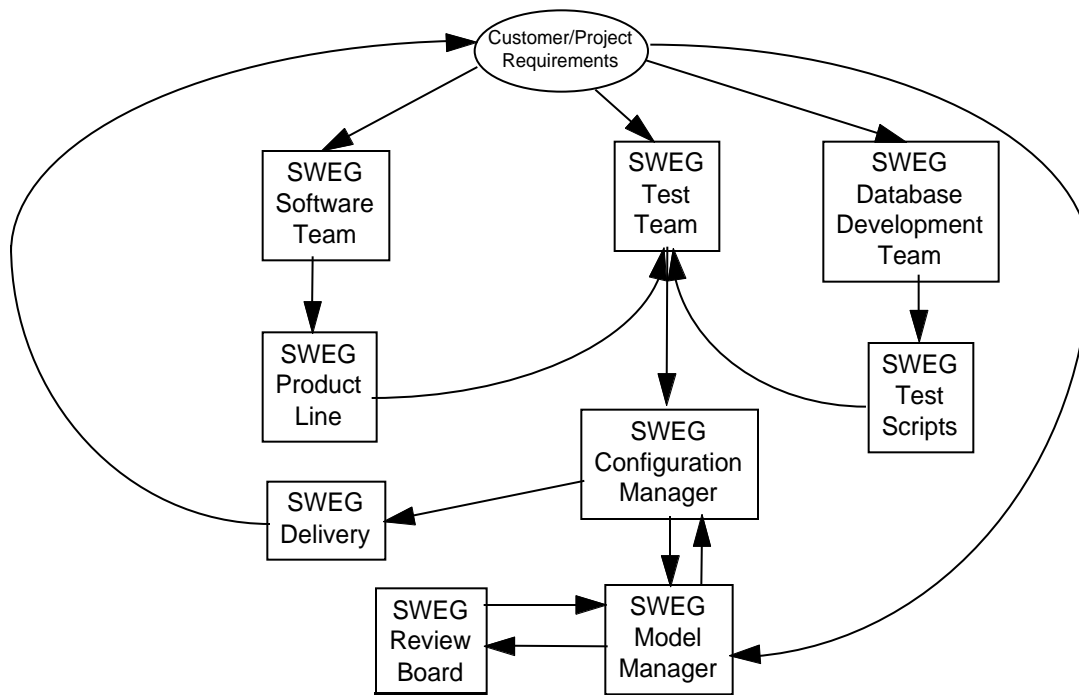 Customer/Project
Requirements
SWEG
Software
Team
SWEG
Test
Team
SWEG
Database
Development
Team
SWEG
Product
Line
SWEG
Test
Scripts
SWEG
Configuration
Manager
SWEG
Delivery
SWEG
Review
Board
SWEG
Model
Manager